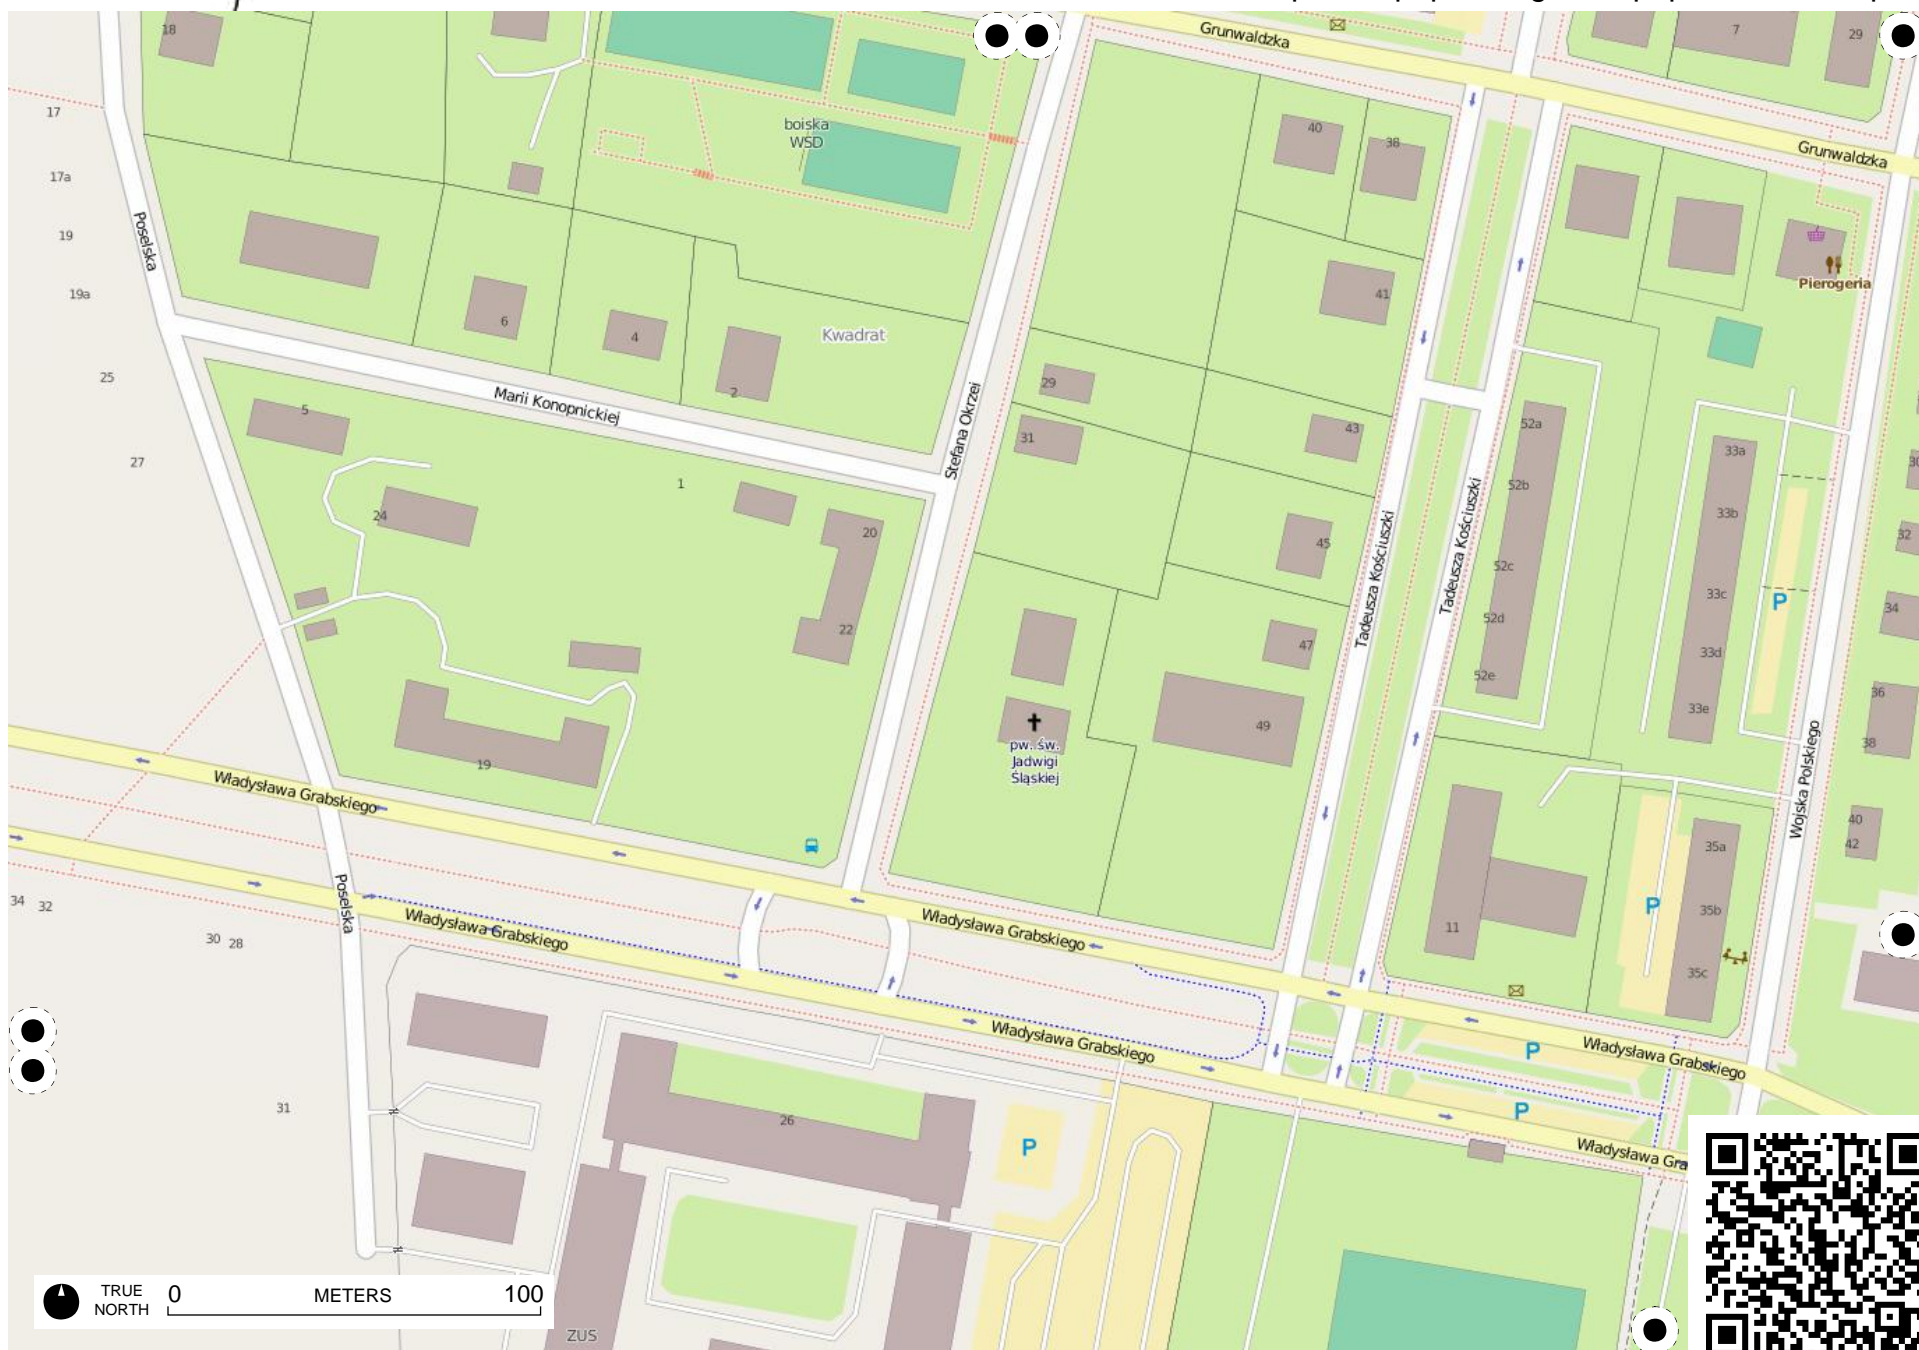 18
Grunwaldzka
7
29
17
boiska
WSD
40
38
Grunwaldzka
17a
Poselska
19
19a
6
4
2
Kwadrat
41
Pierogeria
25
Marii Konopnickiej
Stefana Okrzei
29
31
43
5
27
1
24
20
22
45
47
49
Tadeusza Kościuszki
Tadeusza Kościuszki
52a
52b
52c
52d
52e
33a
33b
33c
33d
33e
P
30
32
34
36
38
40
42
Wojska Polskiego
pw. św.
Jadwigi
Śląskiej
19
Władysława Grabskiego
Poselska
34
32
30
28
Władysława Grabskiego
Władysława Grabskiego
11
P
35a
35b
35c
Władysława Grabskiego
P
Władysława Grabskiego
P
31
26
P
Władysława Gra
TRUE
NORTH
0
METERS
100
ZUS